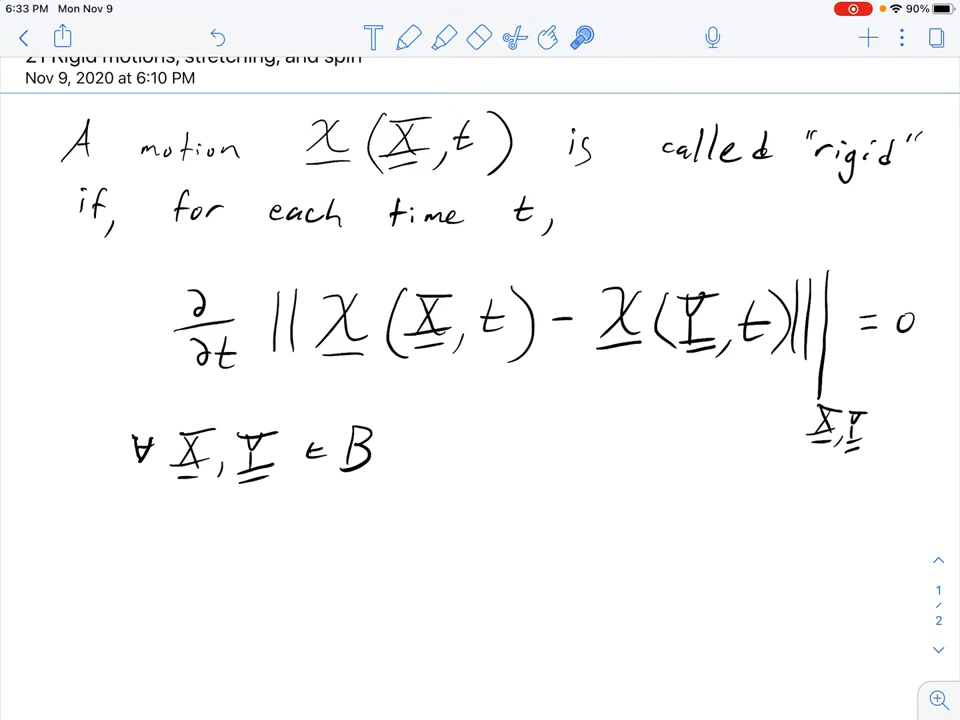 6:33 PM Mon Nov 9 90%
21 Rigid motions, stretching, and spin
Nov 9, 2020 at 6:10 PM
A motion χ(X,t) is called "rigid"
if, for each time t,
∂/∂t ||χ(X,t) - χ(Y,t)|| |_X,Y = 0
∀ X,Y ∈ B
1
/
2